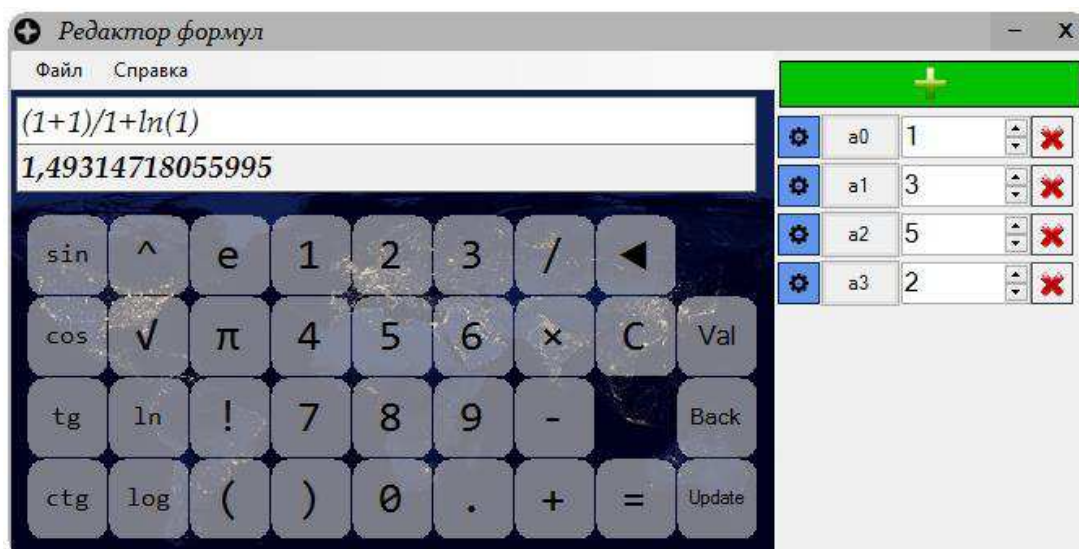 Редактор формул – X
Файл Справка
(1+1)/1+ln(1)
1,49314718055995
a0 1
a1 3
a2 5
a3 2
sin ^ e 1 2 3 / ◄
cos √ π 4 5 6 × C Val
tg ln ! 7 8 9 - Back
ctg log ( ) 0 . + = Update